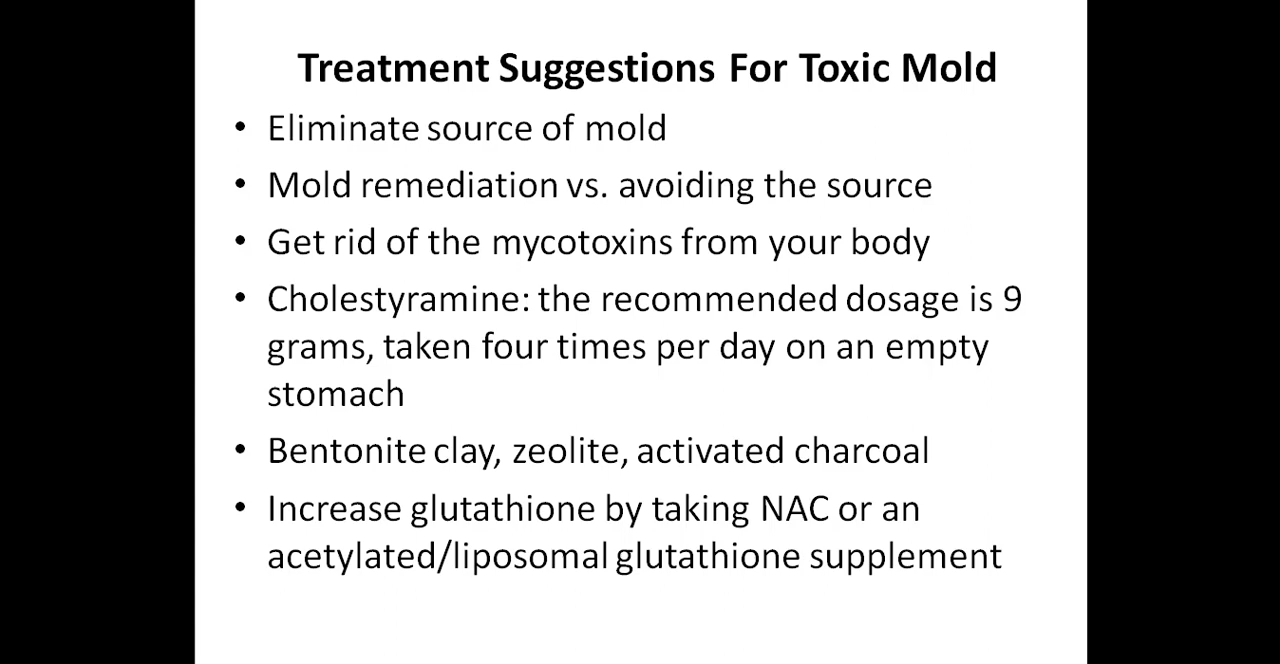 Treatment Suggestions For Toxic Mold
• Eliminate source of mold
• Mold remediation vs. avoiding the source
• Get rid of the mycotoxins from your body
• Cholestyramine: the recommended dosage is 9
grams, taken four times per day on an empty
stomach
• Bentonite clay, zeolite, activated charcoal
• Increase glutathione by taking NAC or an
acetylated/liposomal glutathione supplement